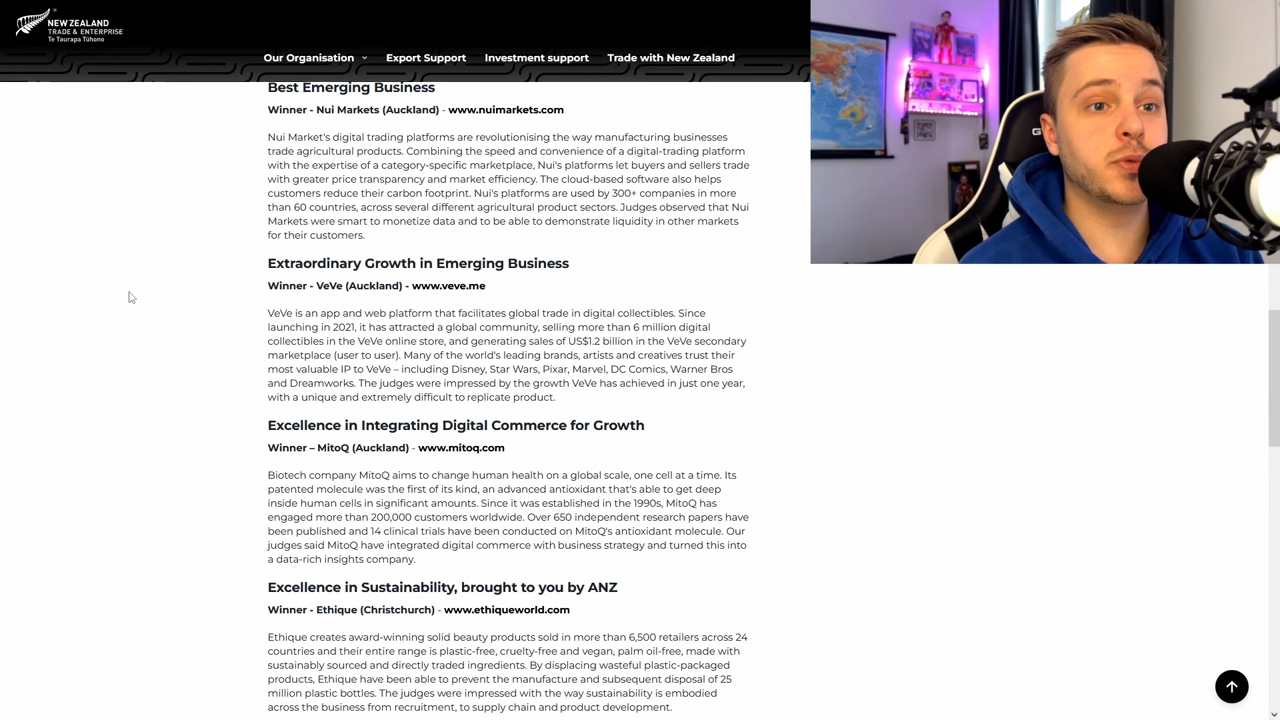 NEW ZEALAND
TRADE & ENTERPRISE
Te Taurapa Tūhono
Our Organisation Export Support Investment support Trade with New Zealand
Best Emerging Business
Winner - Nui Markets (Auckland) - www.nuimarkets.com
Nui Market's digital trading platforms are revolutionising the way manufacturing businesses
trade agricultural products. Combining the speed and convenience of a digital-trading platform
with the expertise of a category-specific marketplace, Nui's platforms let buyers and sellers trade
with greater price transparency and market efficiency. The cloud-based software also helps
customers reduce their carbon footprint. Nui's platforms are used by 300+ companies in more
than 60 countries, across several different agricultural product sectors. Judges observed that Nui
Markets were smart to monetize data and to be able to demonstrate liquidity in other markets
for their customers.
Extraordinary Growth in Emerging Business
Winner - VeVe (Auckland) - www.veve.me
VeVe is an app and web platform that facilitates global trade in digital collectibles. Since
launching in 2021, it has attracted a global community, selling more than 6 million digital
collectibles in the VeVe online store, and generating sales of US$1.2 billion in the VeVe secondary
marketplace (user to user). Many of the world's leading brands, artists and creatives trust their
most valuable IP to VeVe – including Disney, Star Wars, Pixar, Marvel, DC Comics, Warner Bros
and Dreamworks. The judges were impressed by the growth VeVe has achieved in just one year,
with a unique and extremely difficult to replicate product.
Excellence in Integrating Digital Commerce for Growth
Winner – MitoQ (Auckland) - www.mitoq.com
Biotech company MitoQ aims to change human health on a global scale, one cell at a time. Its
patented molecule was the first of its kind, an advanced antioxidant that's able to get deep
inside human cells in significant amounts. Since it was established in the 1990s, MitoQ has
engaged more than 200,000 customers worldwide. Over 650 independent research papers have
been published and 14 clinical trials have been conducted on MitoQ's antioxidant molecule. Our
judges said MitoQ have integrated digital commerce with business strategy and turned this into
a data-rich insights company.
Excellence in Sustainability, brought to you by ANZ
Winner - Ethique (Christchurch) - www.ethiqueworld.com
Ethique creates award-winning solid beauty products sold in more than 6,500 retailers across 24
countries and their entire range is plastic-free, cruelty-free and vegan, palm oil-free, made with
sustainably sourced and directly traded ingredients. By displacing wasteful plastic-packaged
products, Ethique have been able to prevent the manufacture and subsequent disposal of 25
million plastic bottles. The judges were impressed with the way sustainability is embodied
across the business from recruitment, to supply chain and product development.